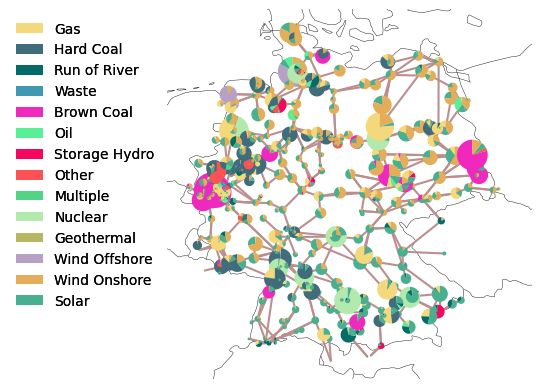 Gas
Hard Coal
Run of River
Waste
Brown Coal
Oil
Storage Hydro
Other
Multiple
Nuclear
Geothermal
Wind Offshore
Wind Onshore
Solar